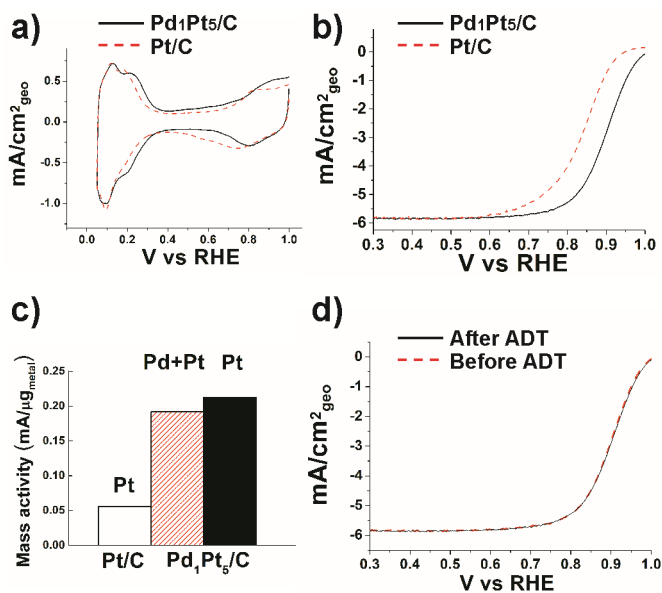 a)
Pd₁Pt₅/C
Pt/C
mA/cm²geo
0.5
0.0
-0.5
-1.0
0.0 0.2 0.4 0.6 0.8 1.0
V vs RHE
b)
Pd₁Pt₅/C
Pt/C
mA/cm²geo
0
-1
-2
-3
-4
-5
-6
0.3 0.4 0.5 0.6 0.7 0.8 0.9 1.0
V vs RHE
c)
Mass activity (mA/μgmetal)
0.25
0.20
0.15
0.10
0.05
0.00
Pd+Pt Pt
Pt
Pt/C Pd₁Pt₅/C
d)
After ADT
Before ADT
mA/cm²geo
0
-1
-2
-3
-4
-5
-6
0.3 0.4 0.5 0.6 0.7 0.8 0.9 1.0
V vs RHE